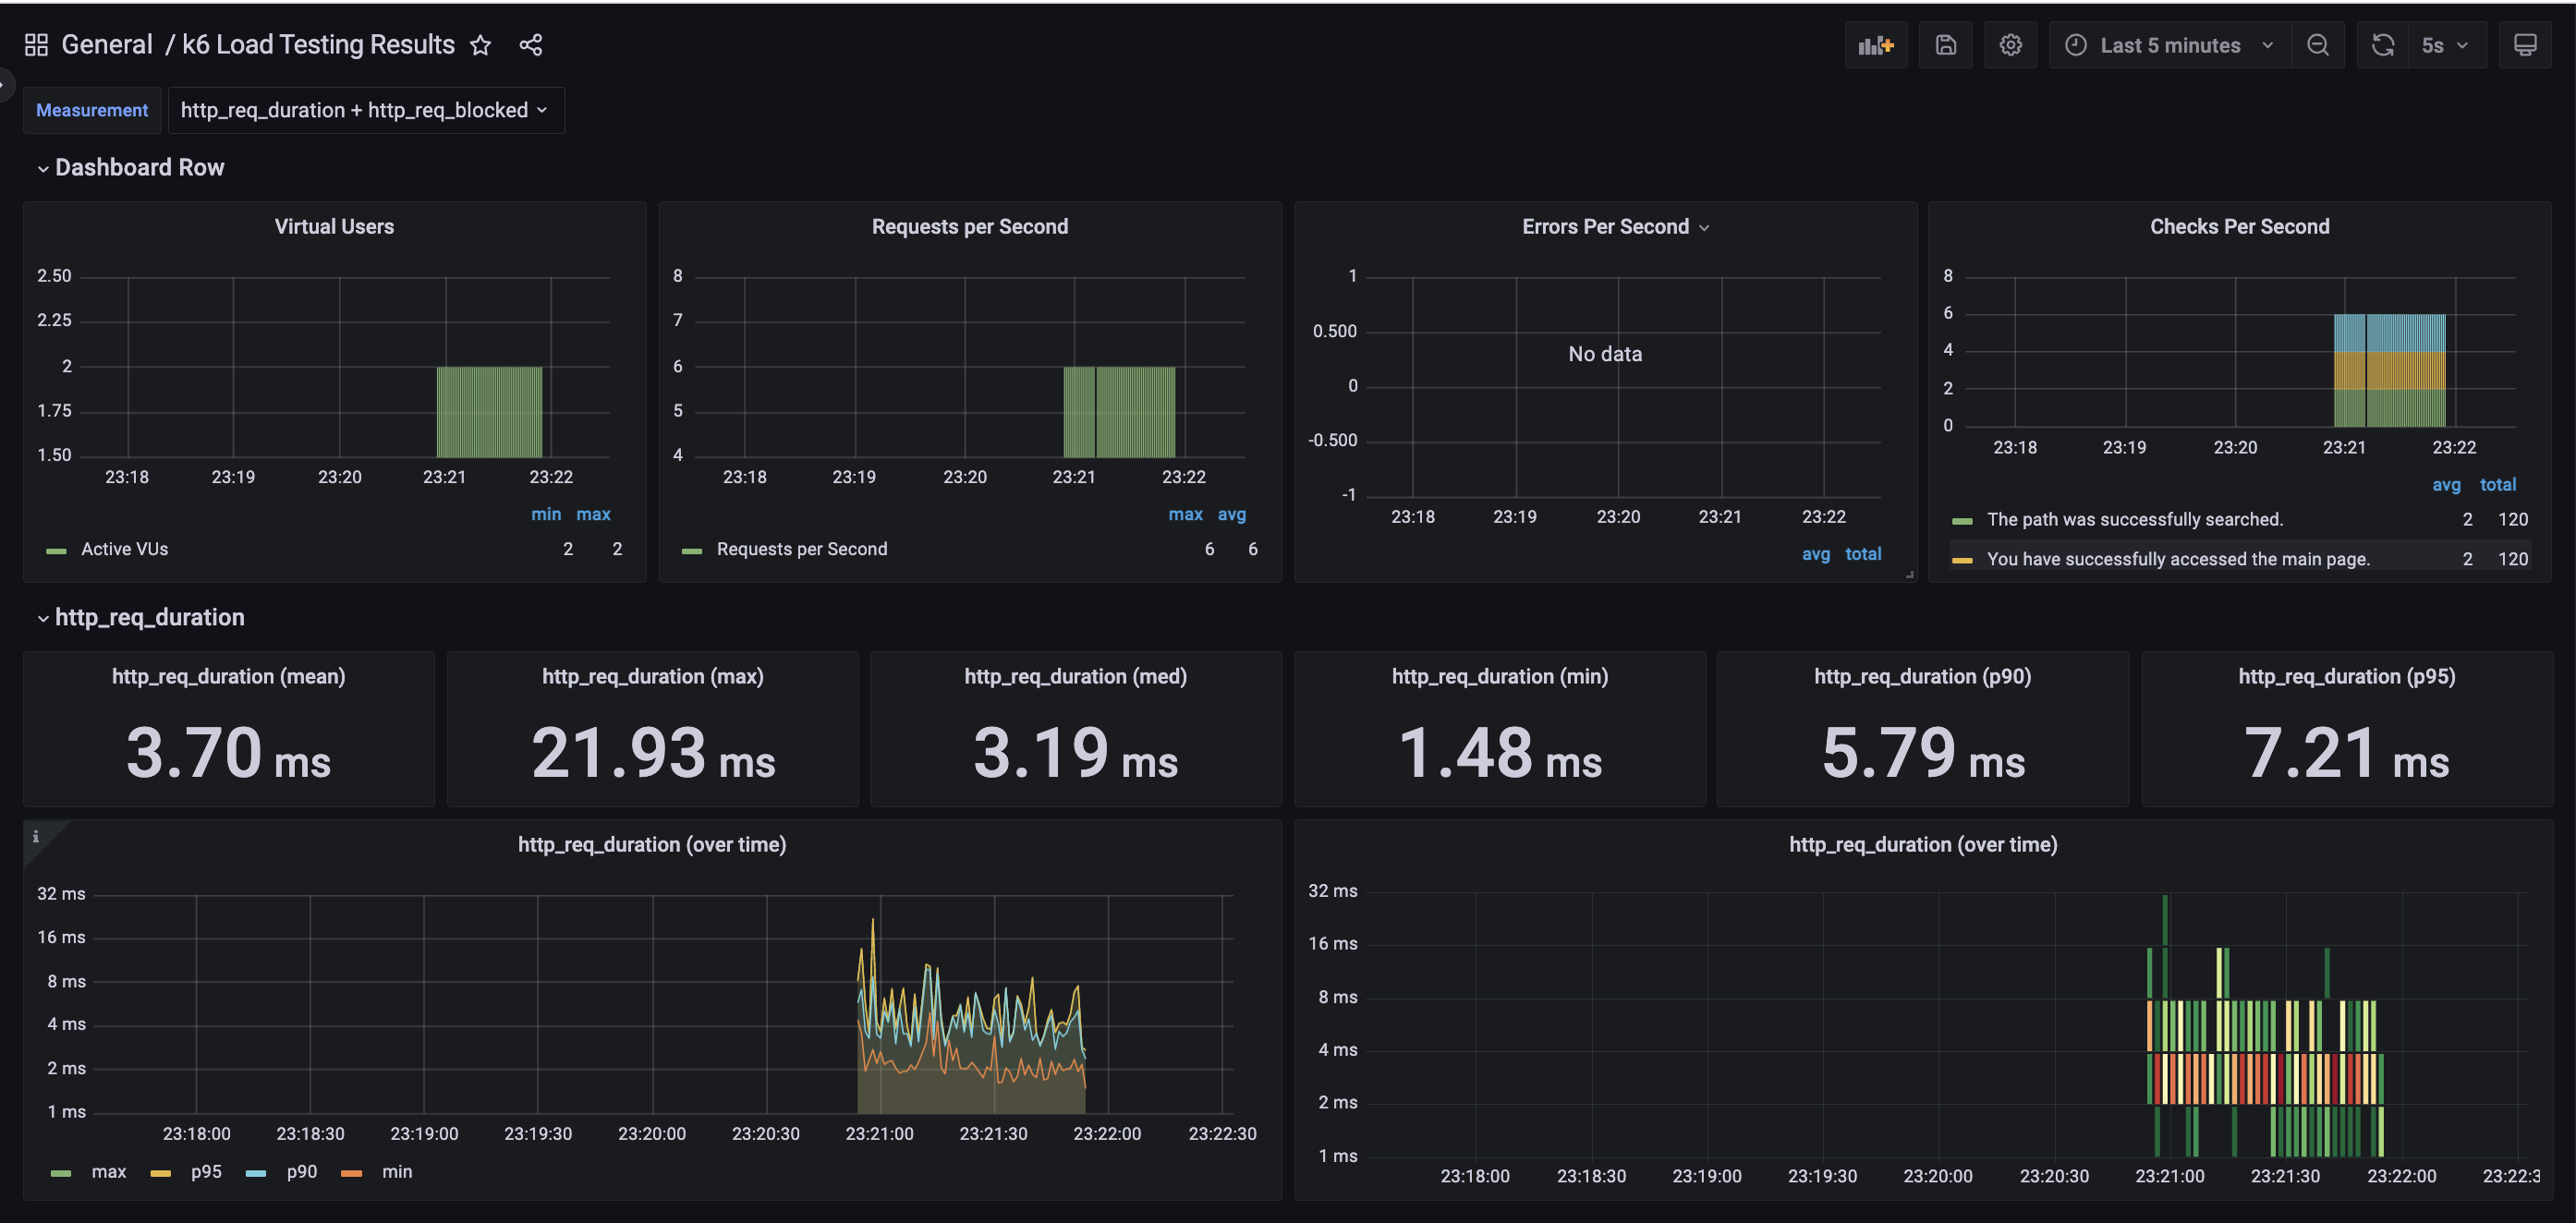 General / k6 Load Testing Results
Last 5 minutes
5s
Measurement
http_req_duration + http_req_blocked
Dashboard Row
Virtual Users
2.50
2.25
2
1.75
1.50
23:18 23:19 23:20 23:21 23:22
min max
Active VUs 2 2
Requests per Second
8
7
6
5
4
23:18 23:19 23:20 23:21 23:22
max avg
Requests per Second 6 6
Errors Per Second
1
0.500
No data
0
-0.500
-1
23:18 23:19 23:20 23:21 23:22
avg total
Checks Per Second
8
6
4
2
0
23:18 23:19 23:20 23:21 23:22
avg total
The path was successfully searched. 2 120
You have successfully accessed the main page. 2 120
http_req_duration
http_req_duration (mean)
3.70 ms
http_req_duration (max)
21.93 ms
http_req_duration (med)
3.19 ms
http_req_duration (min)
1.48 ms
http_req_duration (p90)
5.79 ms
http_req_duration (p95)
7.21 ms
i
http_req_duration (over time)
32 ms
16 ms
8 ms
4 ms
2 ms
1 ms
23:18:00 23:18:30 23:19:00 23:19:30 23:20:00 23:20:30 23:21:00 23:21:30 23:22:00 23:22:30
max p95 p90 min
http_req_duration (over time)
32 ms
16 ms
8 ms
4 ms
2 ms
1 ms
23:18:00 23:18:30 23:19:00 23:19:30 23:20:00 23:20:30 23:21:00 23:21:30 23:22:00 23:22:3